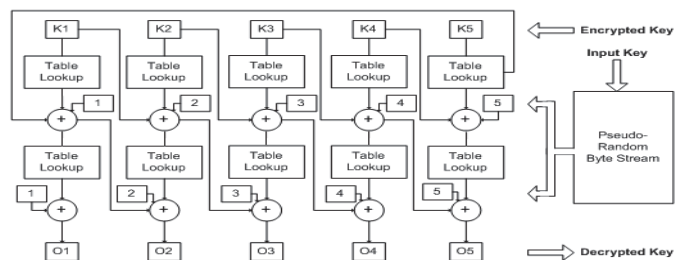 K1 K2 K3 K4 K5 Encrypted Key
Input Key
Table Lookup Table Lookup Table Lookup Table Lookup Table Lookup
1 2 3 4 5
+ + + + +
Pseudo-
Random
Byte Stream
Table Lookup Table Lookup Table Lookup Table Lookup Table Lookup
1 2 3 4 5
+ + + + +
O1 O2 O3 O4 O5 Decrypted Key